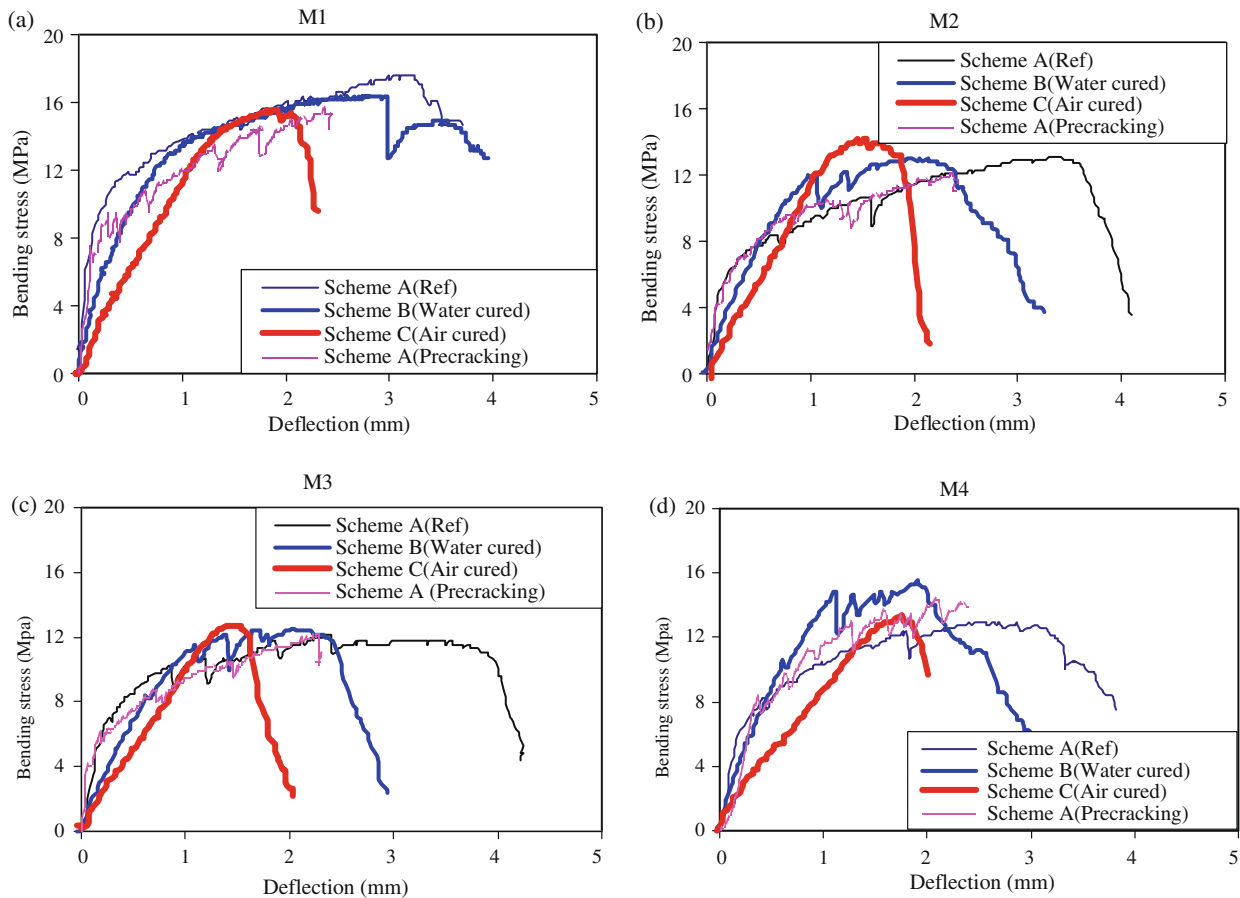 (a)
M1
20
16
12
8
4
0
Bending stress (MPa)
Scheme A(Ref)
Scheme B(Water cured)
Scheme C(Air cured)
Scheme A(Precracking)
0 1 2 3 4 5
Deflection (mm)
(b)
M2
20
16
12
8
4
0
Bending stress (MPa)
Scheme A(Ref)
Scheme B(Water cured)
Scheme C(Air cured)
Scheme A(Precracking)
0 1 2 3 4 5
Deflection (mm)
(c)
M3
20
16
12
8
4
0
Bending stress (Mpa)
Scheme A(Ref)
Scheme B(Water cured)
Scheme C(Air cured)
Scheme A (Precracking)
0 1 2 3 4 5
Deflection (mm)
(d)
M4
20
16
12
8
4
0
Bending stress (Mpa)
Scheme A(Ref)
Scheme B(Water cured)
Scheme C(Air cured)
Scheme A(Precracking)
0 1 2 3 4 5
Deflection (mm)